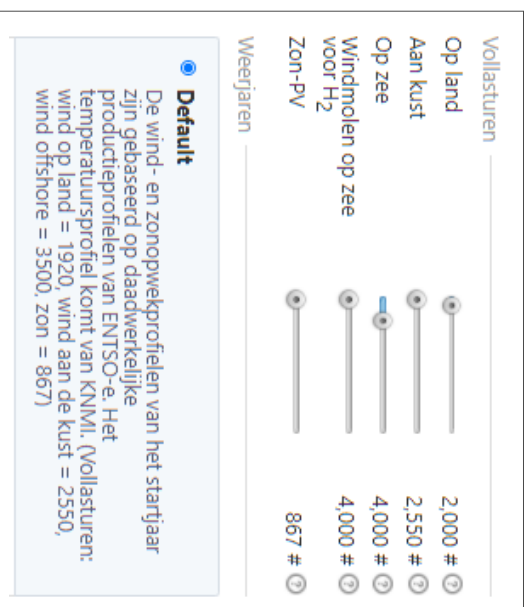 Vollasturen
Op land 2,000 # ?
Aan kust 2,550 # ?
Op zee 4,000 # ?
Windmolen op zee
voor H₂ 4,000 # ?
Zon-PV 867 # ?
Weerjaren
Default
De wind- en zonopwekprofielen van het startjaar
zijn gebaseerd op daadwerkelijke
productieprofielen van ENTSO-e. Het
temperatuursprofiel komt van KNMI. (Vollasturen:
wind op land = 1920, wind aan de kust = 2550,
wind offshore = 3500, zon = 867)